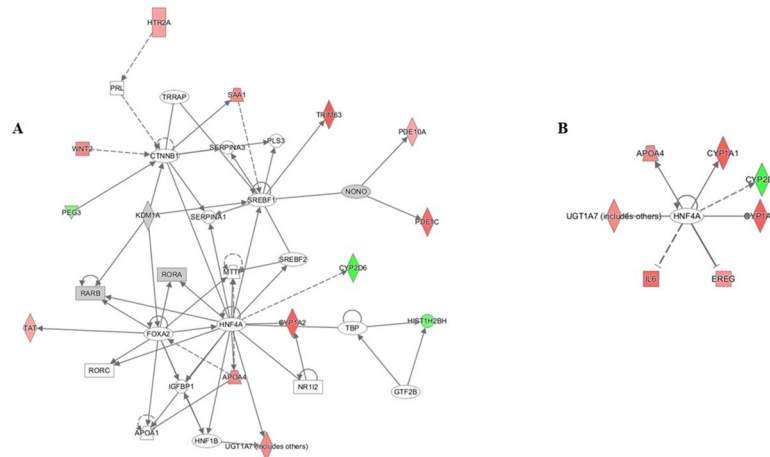 HTR2A
PRL
TRRAP
SAA1
TRIM63
A
PDE10A
B
WNT2
CTNNB1
SERPINA3
PLS3
APOA4
CYP1A1
CYP2D
NONO
SREBF1
PEG3
KDM1A
SERPINA1
UGT1A7 (includes others)
HNF4A
CYP1A
PDE1C
SREBF2
MTTP
RORA
CYP2D6
IL6
EREG
RARB
TAT
FOXA2
HNF4A
CYP1A2
TBP
HIST1H2BH
RORC
IGFBP1
APOA4
NR1I2
GTF2B
APOA1
HNF1B
UGT1A7 (includes others)